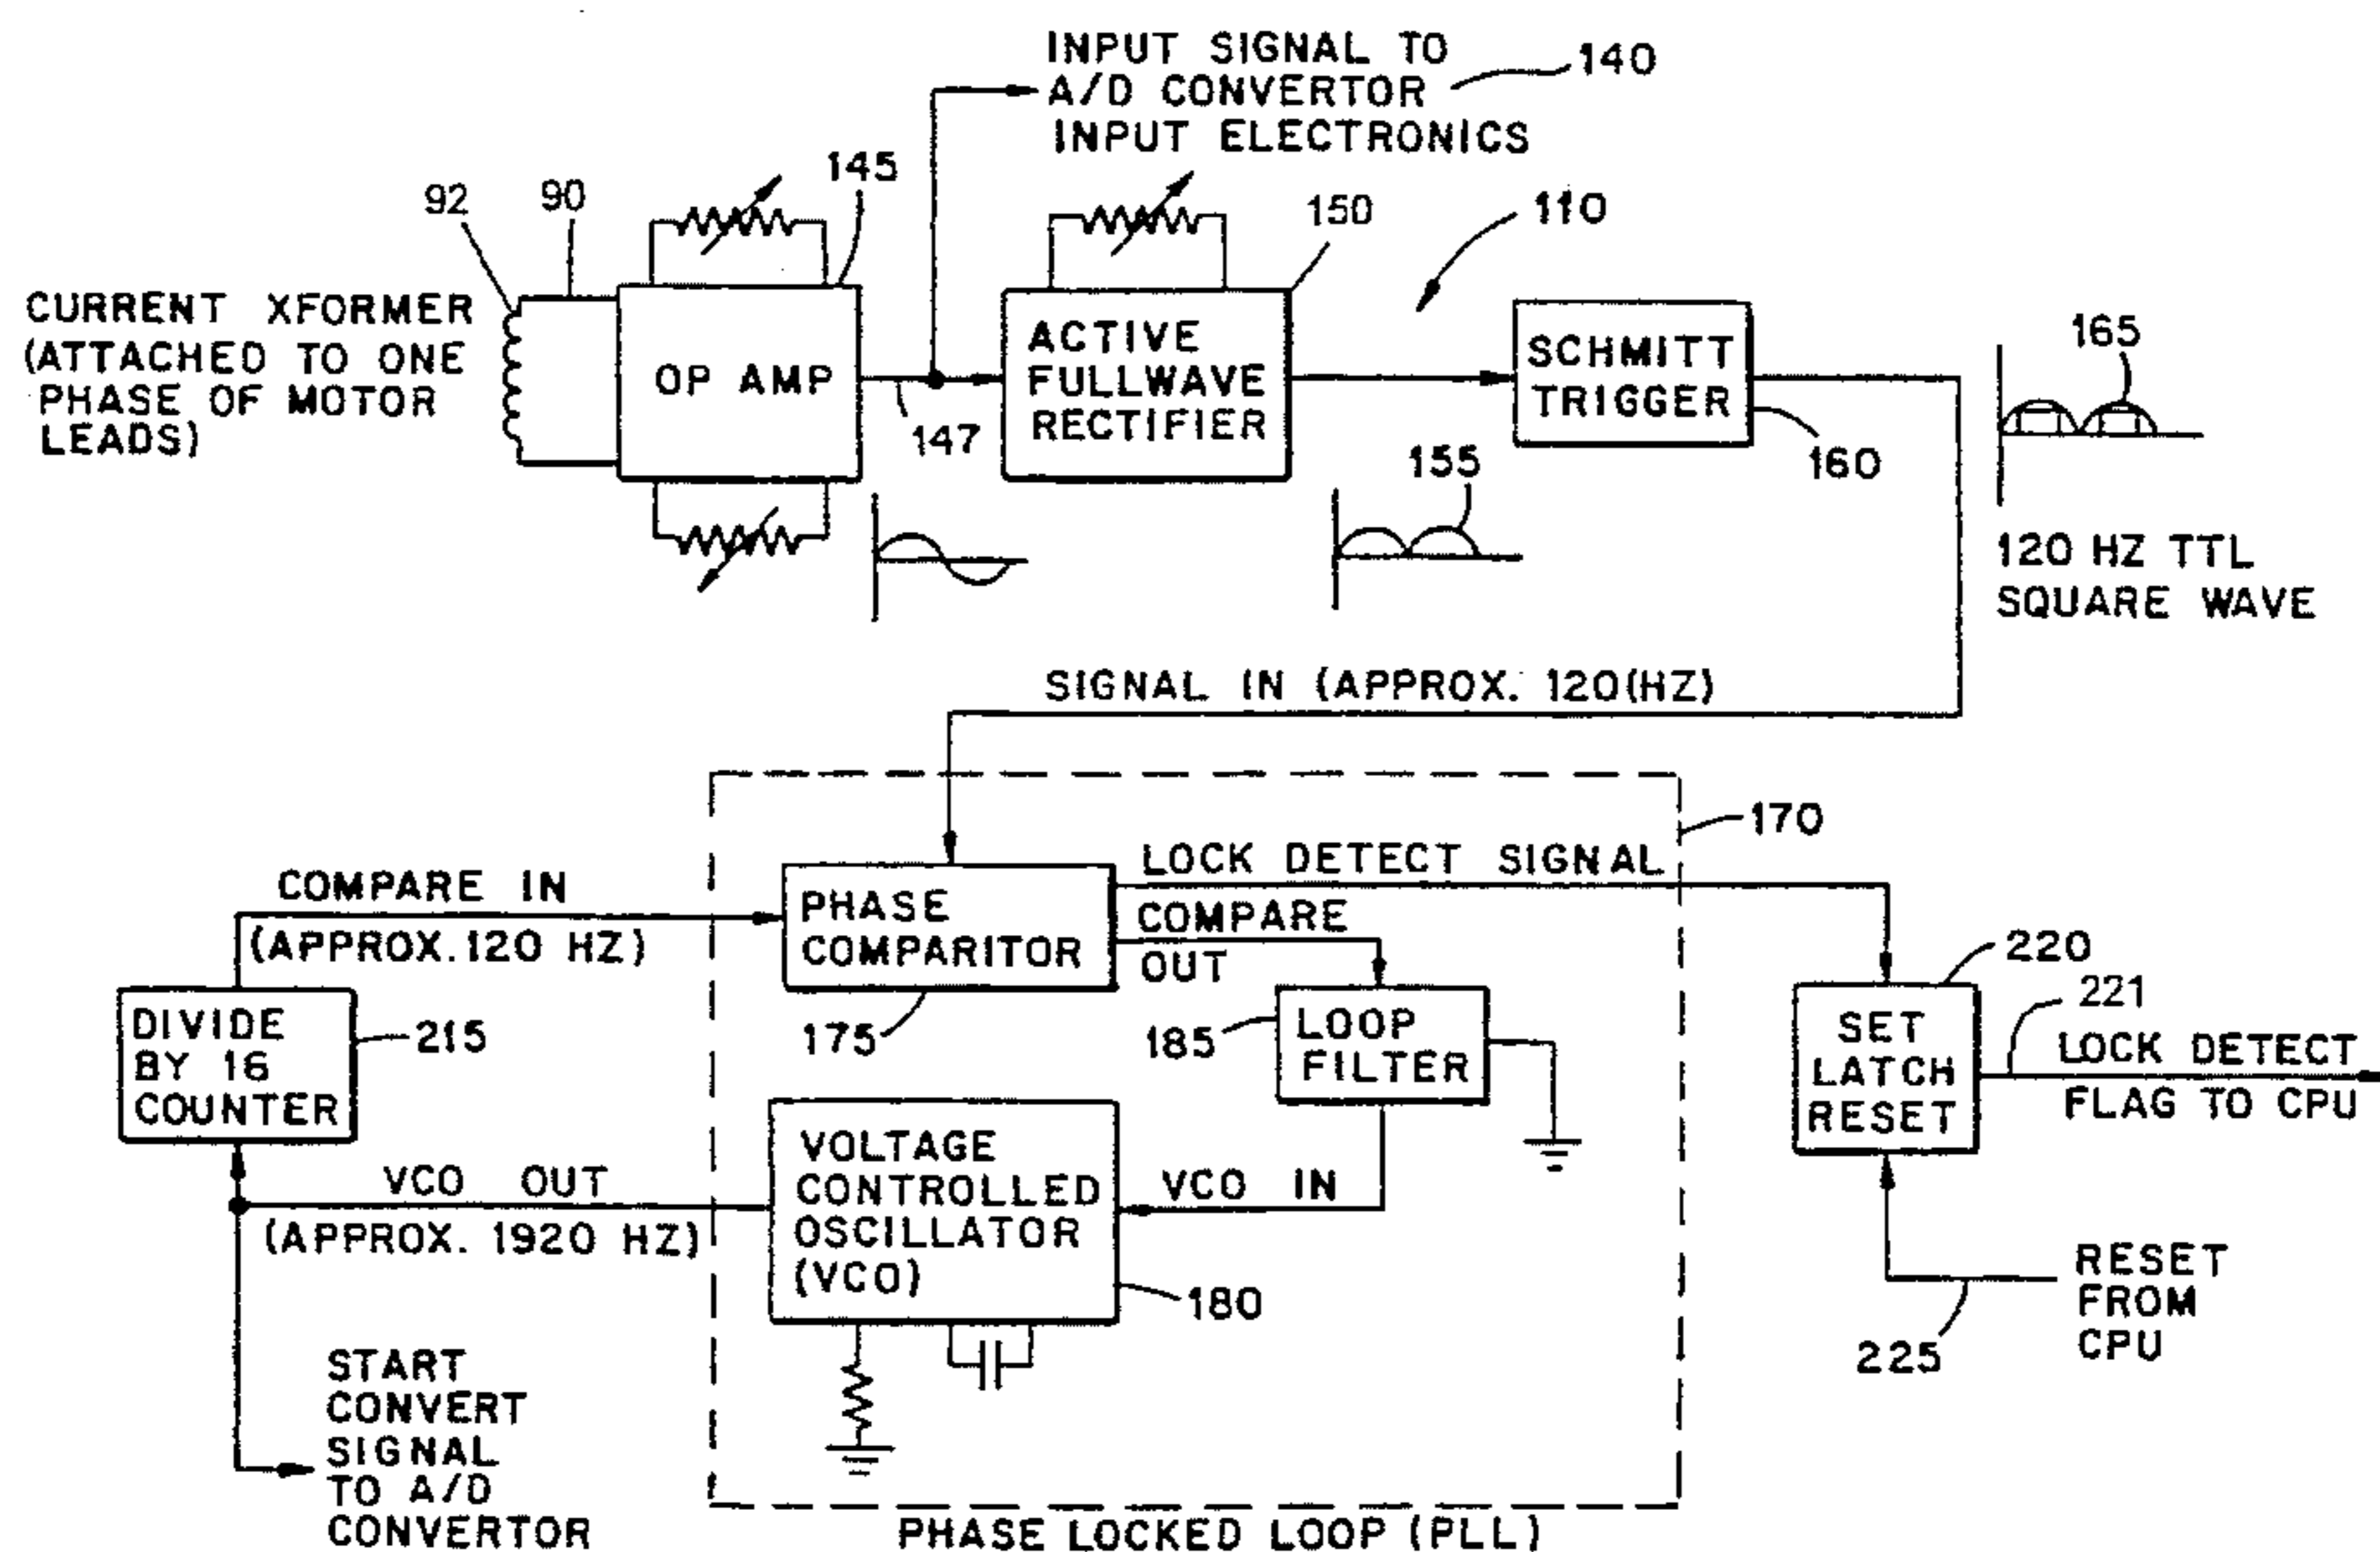 INPUT SIGNAL TO
A/D CONVERTOR
INPUT ELECTRONICS
140
145
92
90
150
110
CURRENT XFORMER
(ATTACHED TO ONE
PHASE OF MOTOR
LEADS)
OP AMP
147
ACTIVE
FULLWAVE
RECTIFIER
155
SCHMITT
TRIGGER
160
165
120 HZ TTL
SQUARE WAVE
SIGNAL IN (APPROX. 120(HZ)
170
COMPARE IN
(APPROX. 120 HZ)
PHASE
COMPARITOR
175
LOCK DETECT SIGNAL
COMPARE
OUT
185
LOOP
FILTER
DIVIDE
BY 16
COUNTER
215
220
221
SET
LATCH
RESET
LOCK DETECT
FLAG TO CPU
VCO OUT
(APPROX. 1920 HZ)
VOLTAGE
CONTROLLED
OSCILLATOR
(VCO)
180
VCO IN
RESET
FROM
CPU
225
START
CONVERT
SIGNAL
TO A/D
CONVERTOR
PHASE LOCKED LOOP (PLL)